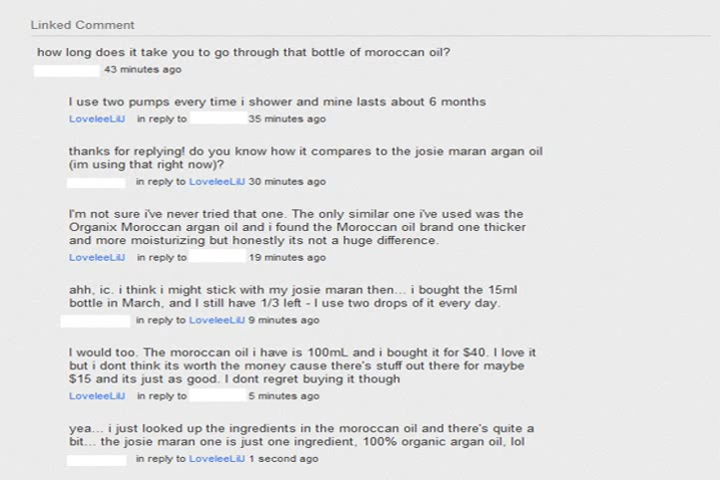 Linked Comment
how long does it take you to go through that bottle of moroccan oil?
43 minutes ago
I use two pumps every time i shower and mine lasts about 6 months
LoveleeLilJ in reply to 35 minutes ago
thanks for replying! do you know how it compares to the josie maran argan oil
(im using that right now)?
in reply to LoveleeLilJ 30 minutes ago
I'm not sure i've never tried that one. The only similar one i've used was the
Organix Moroccan argan oil and i found the Moroccan oil brand one thicker
and more moisturizing but honestly its not a huge difference.
LoveleeLilJ in reply to 19 minutes ago
ahh, ic. i think i might stick with my josie maran then... i bought the 15ml
bottle in March, and I still have 1/3 left - I use two drops of it every day.
in reply to LoveleeLilJ 9 minutes ago
I would too. The moroccan oil i have is 100mL and i bought it for $40. I love it
but i dont think its worth the money cause there's stuff out there for maybe
$15 and its just as good. I dont regret buying it though
LoveleeLilJ in reply to 5 minutes ago
yea... i just looked up the ingredients in the moroccan oil and there's quite a
bit... the josie maran one is just one ingredient, 100% organic argan oil, lol
in reply to LoveleeLilJ 1 second ago